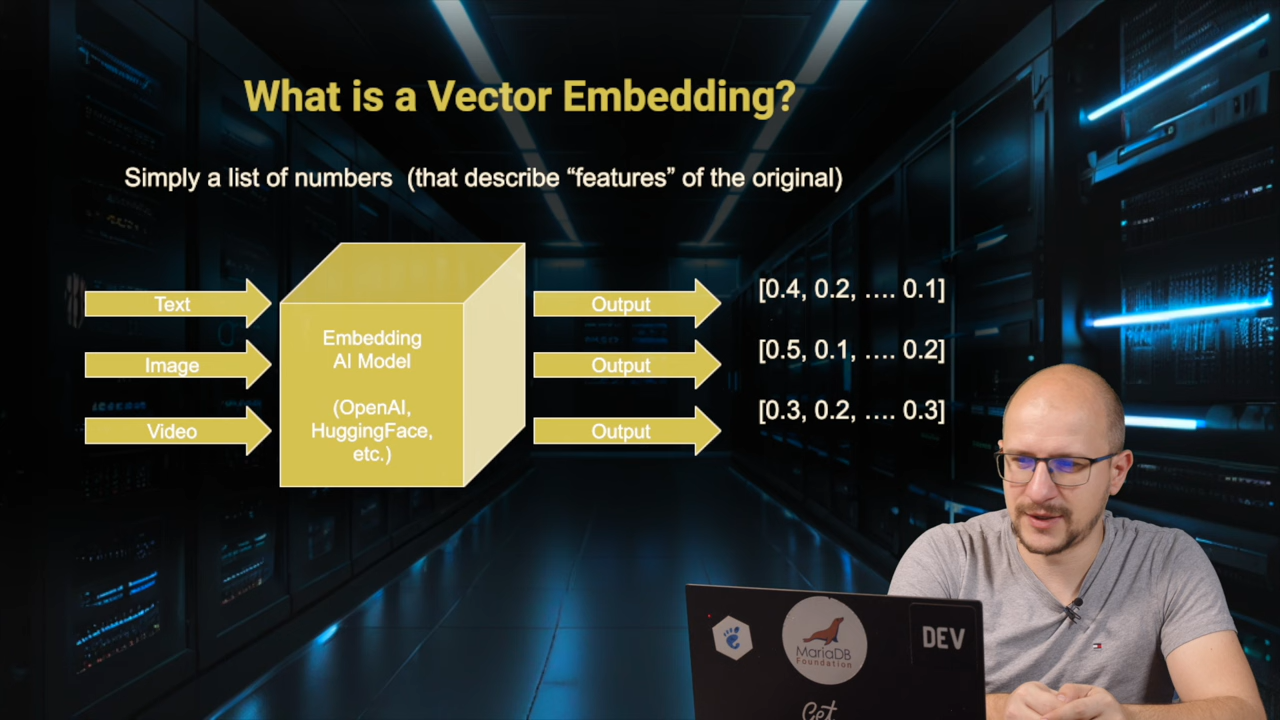 What is a Vector Embedding?
Simply a list of numbers (that describe “features” of the original)
Text
Image
Video
Embedding
AI Model
(OpenAI,
HuggingFace,
etc.)
Output
Output
Output
[0.4, 0.2, .... 0.1]
[0.5, 0.1, .... 0.2]
[0.3, 0.2, .... 0.3]
MariaDB
Foundation
DEV
Get